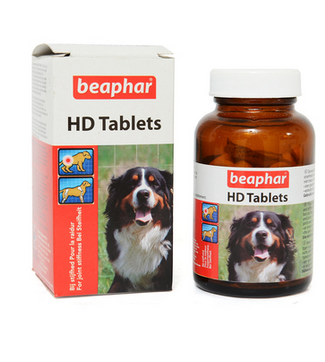 beaphar
HD Tablets
Bij stijfheid Pour la raideur
For joint stiffness Bei Steifheit
beaphar
HD Tablets